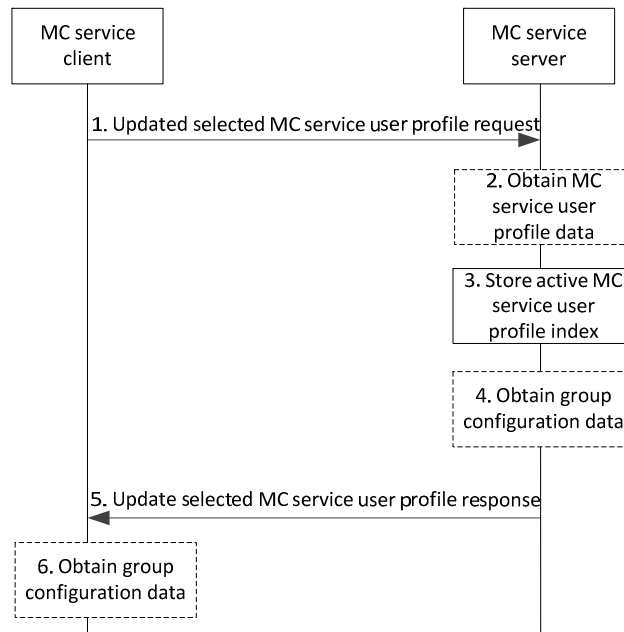 MC service
client
MC service
server
1. Updated selected MC service user profile request
2. Obtain MC
service user
profile data
3. Store active MC
service user
profile index
4. Obtain group
configuration data
5. Update selected MC service user profile response
6. Obtain group
configuration data